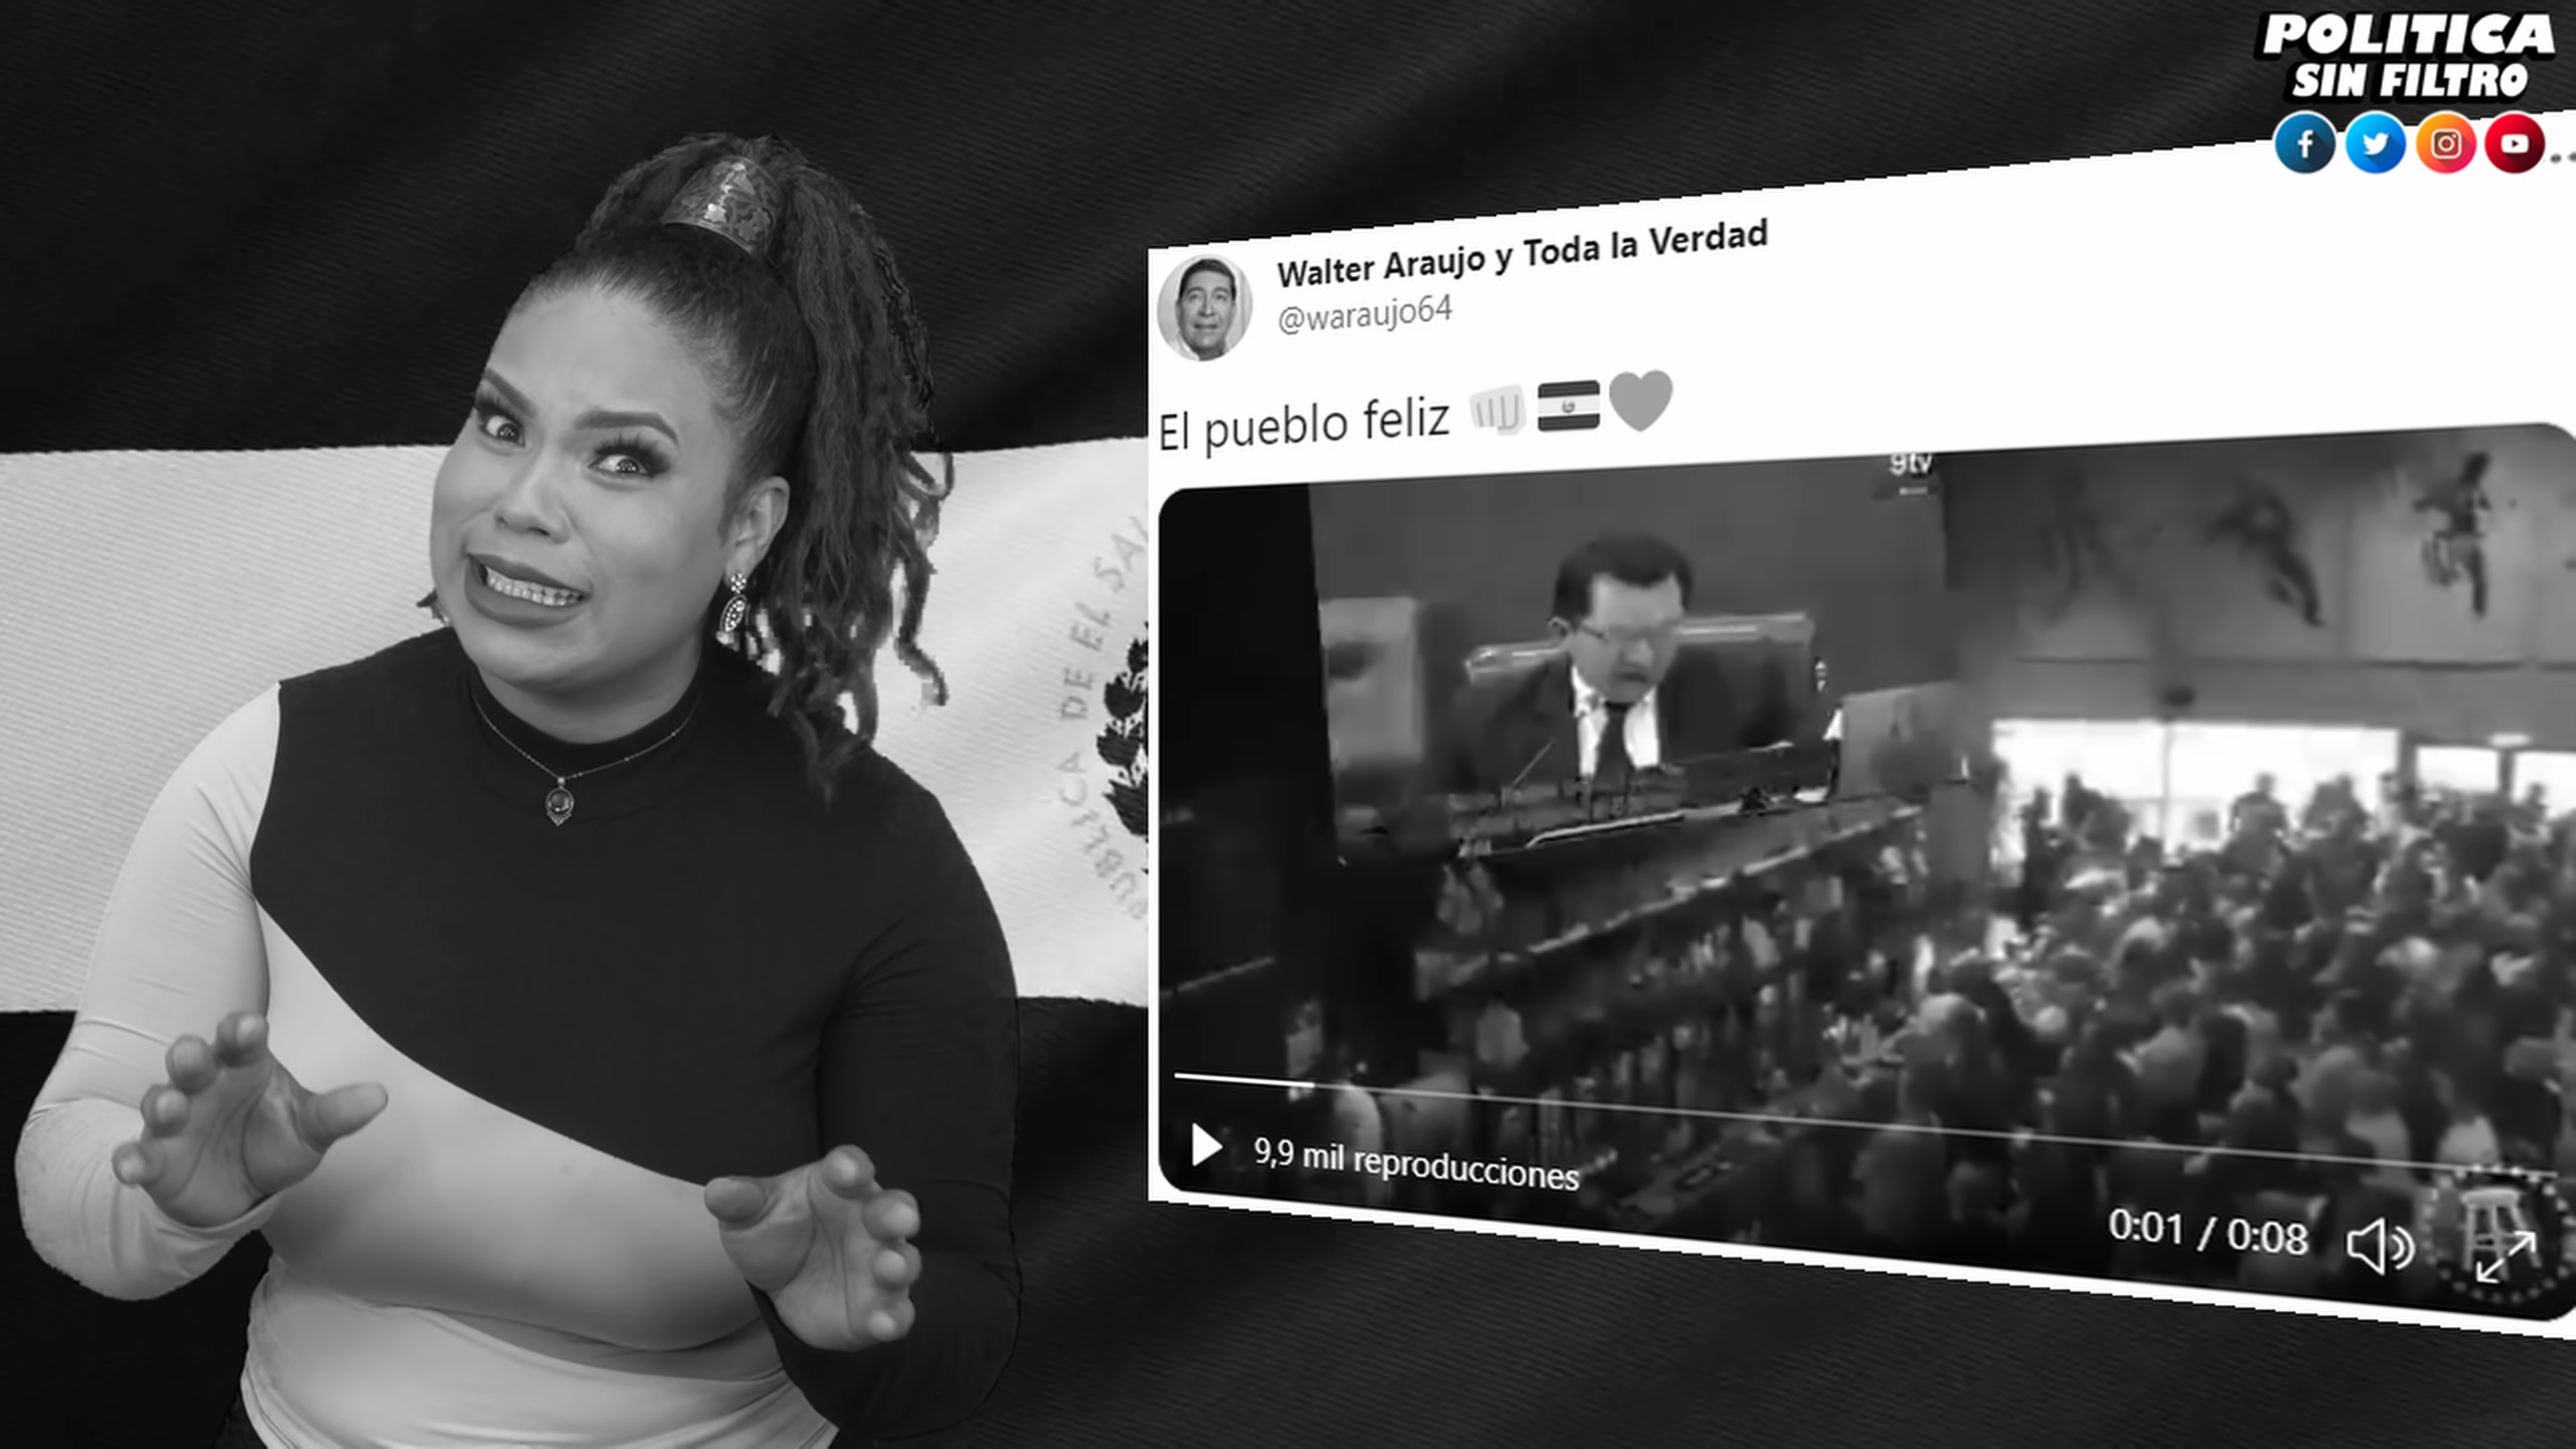 POLITICA
SIN FILTRO
Walter Araujo y Toda la Verdad
@waraujo64
El pueblo feliz
9tv
9,9 mil reproducciones
0:01 / 0:08